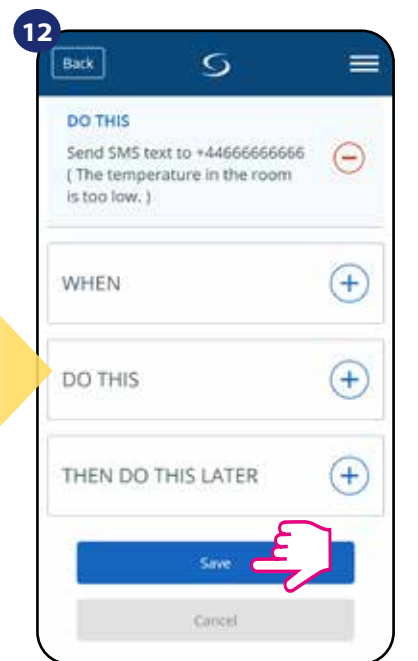 12
Back
DO THIS
Send SMS text to +44666666666
( The temperature in the room
is too low. )
WHEN
DO THIS
THEN DO THIS LATER
Save
Cancel